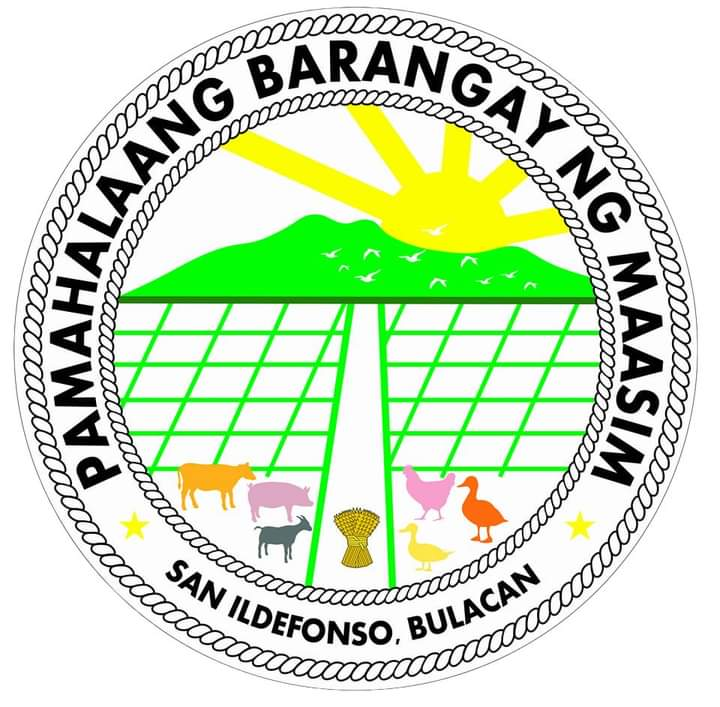 PAMAHALAANG BARANGAY NG MAASIM
SAN ILDEFONSO, BULACAN